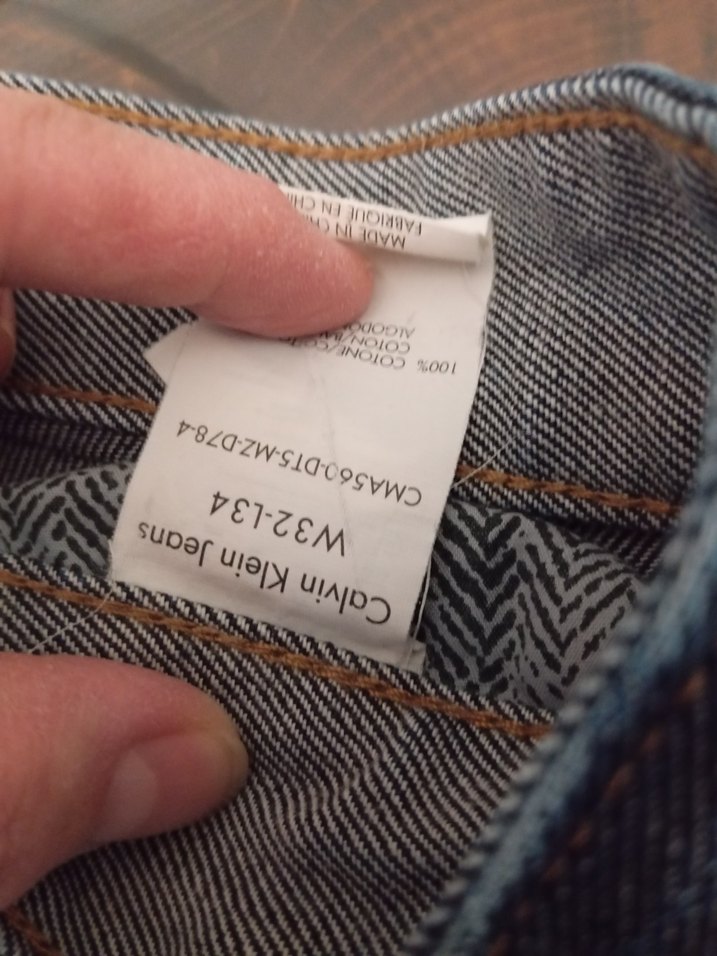 Calvin Klein Jeans
W32-L34
CMA560-DT5-MZ-D78-4
100% COTONE/
COTON/
MADE IN
FABRIQUE EN